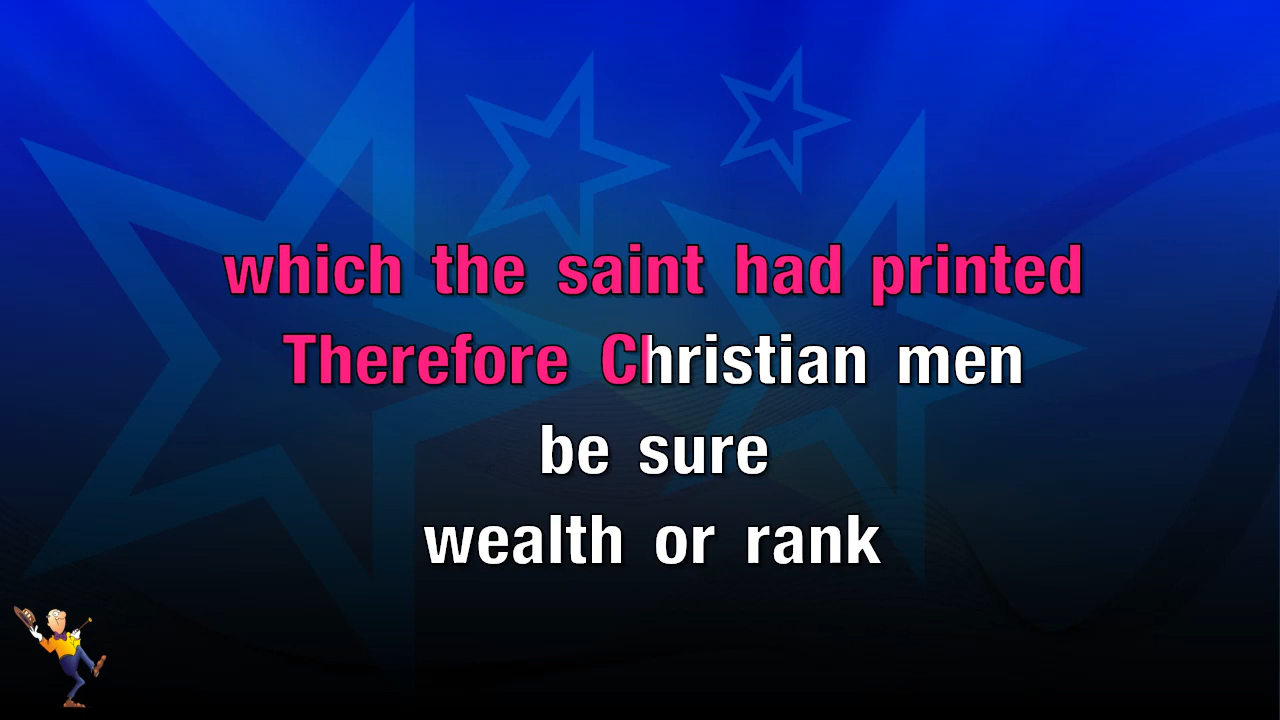 which the saint had printed
Therefore Christian men
be sure
wealth or rank